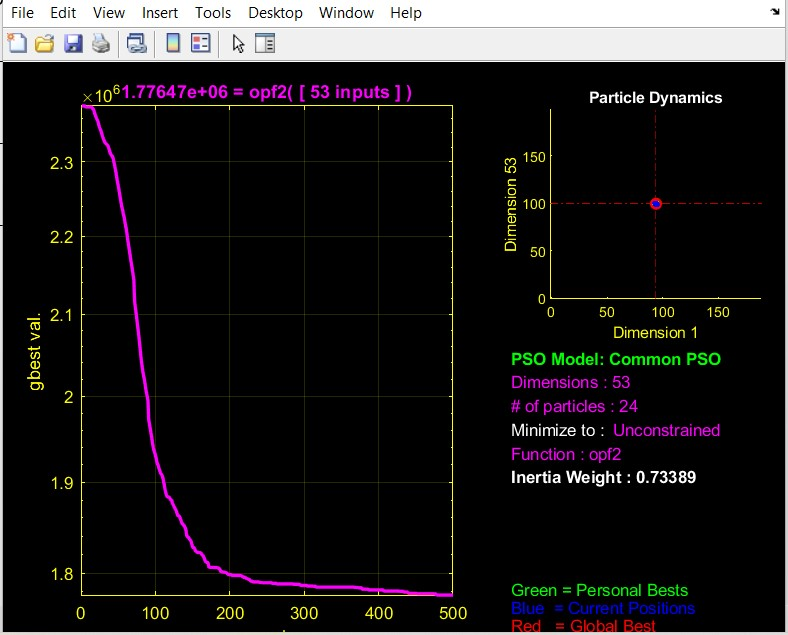 File Edit View Insert Tools Desktop Window Help
×10^6 1.77647e+06 = opf2( [ 53 inputs ] )
gbest val.
2.3
2.2
2.1
2
1.9
1.8
0 100 200 300 400 500
Particle Dynamics
Dimension 53
150
100
50
0
0 50 100 150
Dimension 1
PSO Model: Common PSO
Dimensions : 53
# of particles : 24
Minimize to : Unconstrained
Function : opf2
Inertia Weight : 0.73389
Green = Personal Bests
Blue = Current Positions
Red = Global Best